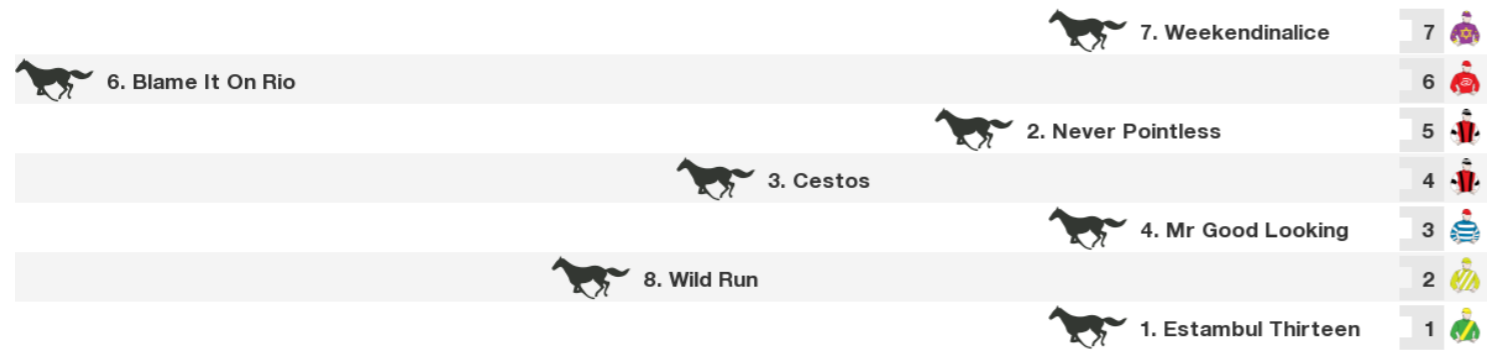 7. Weekendinalice 7
6. Blame It On Rio 6
2. Never Pointless 5
3. Cestos 4
4. Mr Good Looking 3
8. Wild Run 2
1. Estambul Thirteen 1